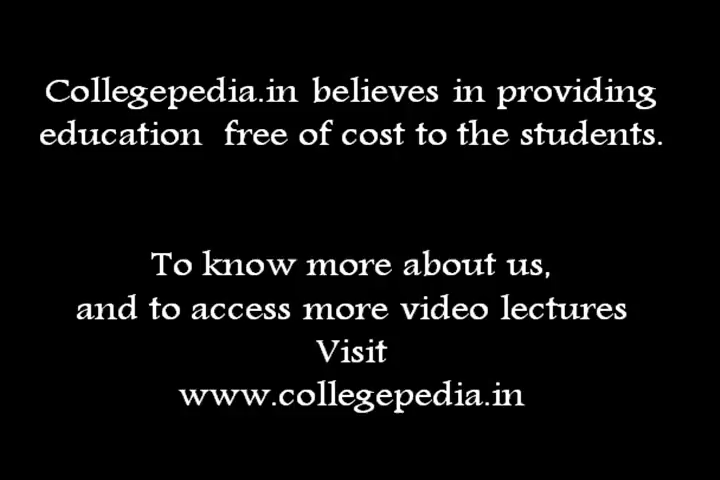 Collegepedia.in believes in providing
education  free of cost to the students.
To know more about us,
and to access more video lectures
Visit
www.collegepedia.in